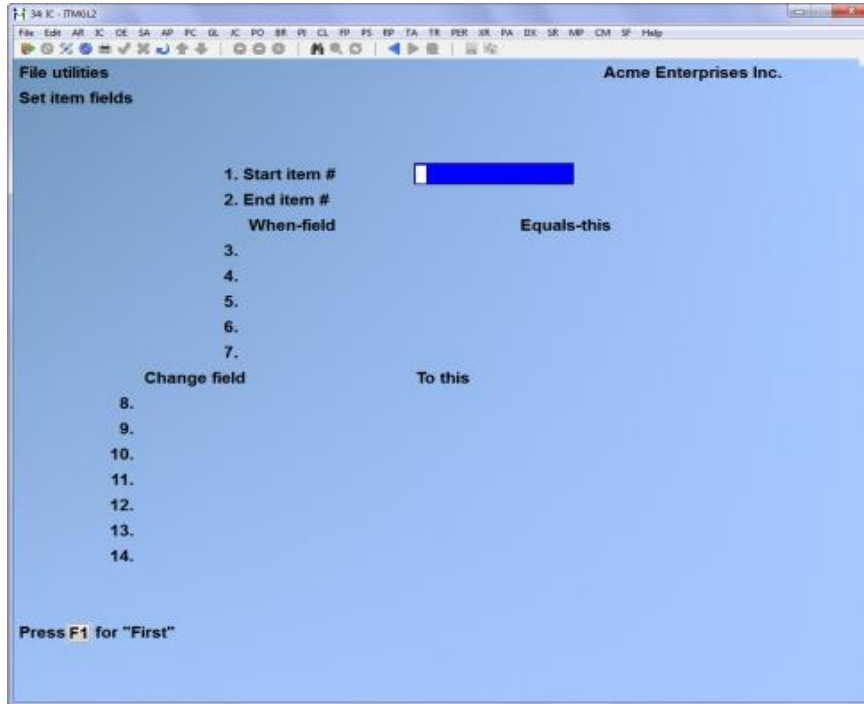 34 IC - ITMGL2
File Edit AR IC OE SA AP PC GL JC PO BR PI CL FP PS RP TA TR PER XR PA DX SR MP CM SF Help
File utilities Acme Enterprises Inc.
Set item fields
1. Start item #
2. End item #
When-field Equals-this
3.
4.
5.
6.
7.
Change field To this
8.
9.
10.
11.
12.
13.
14.
Press F1 for "First"